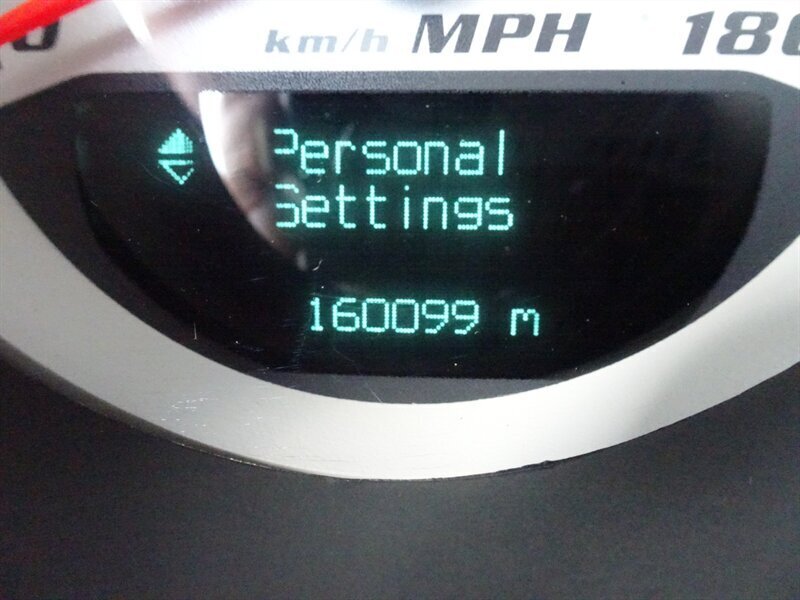 km/h MPH
Personal
Settings
160099 m